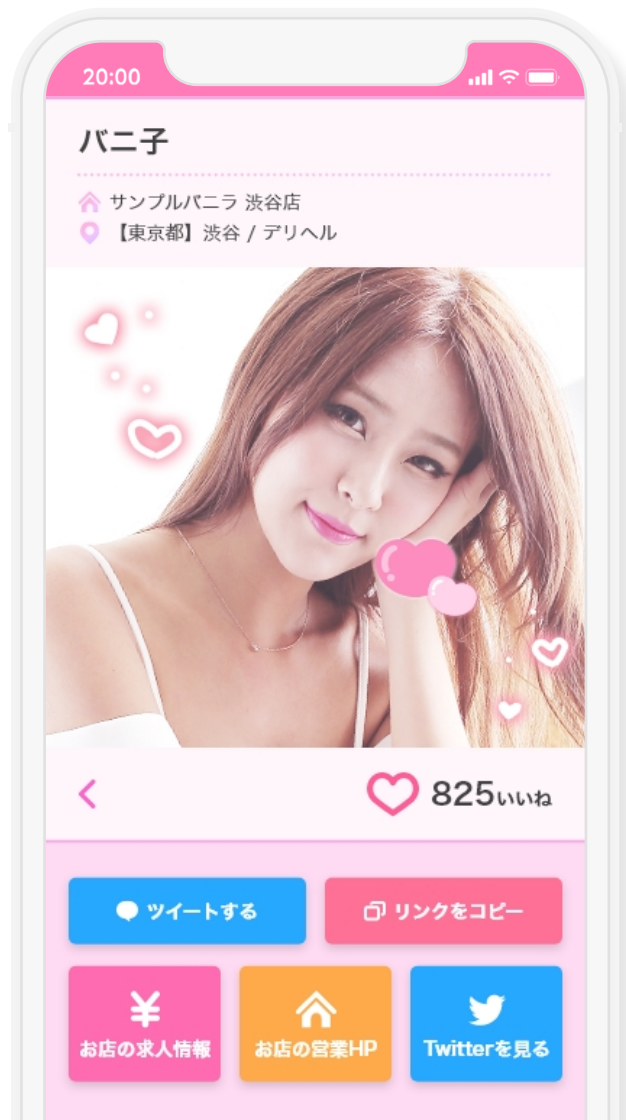 20:00
バニ子
サンプルバニラ 渋谷店
【東京都】渋谷 / デリヘル
825いいね
ツイートする
リンクをコピー
¥
お店の求人情報
お店の営業HP
Twitterを見る